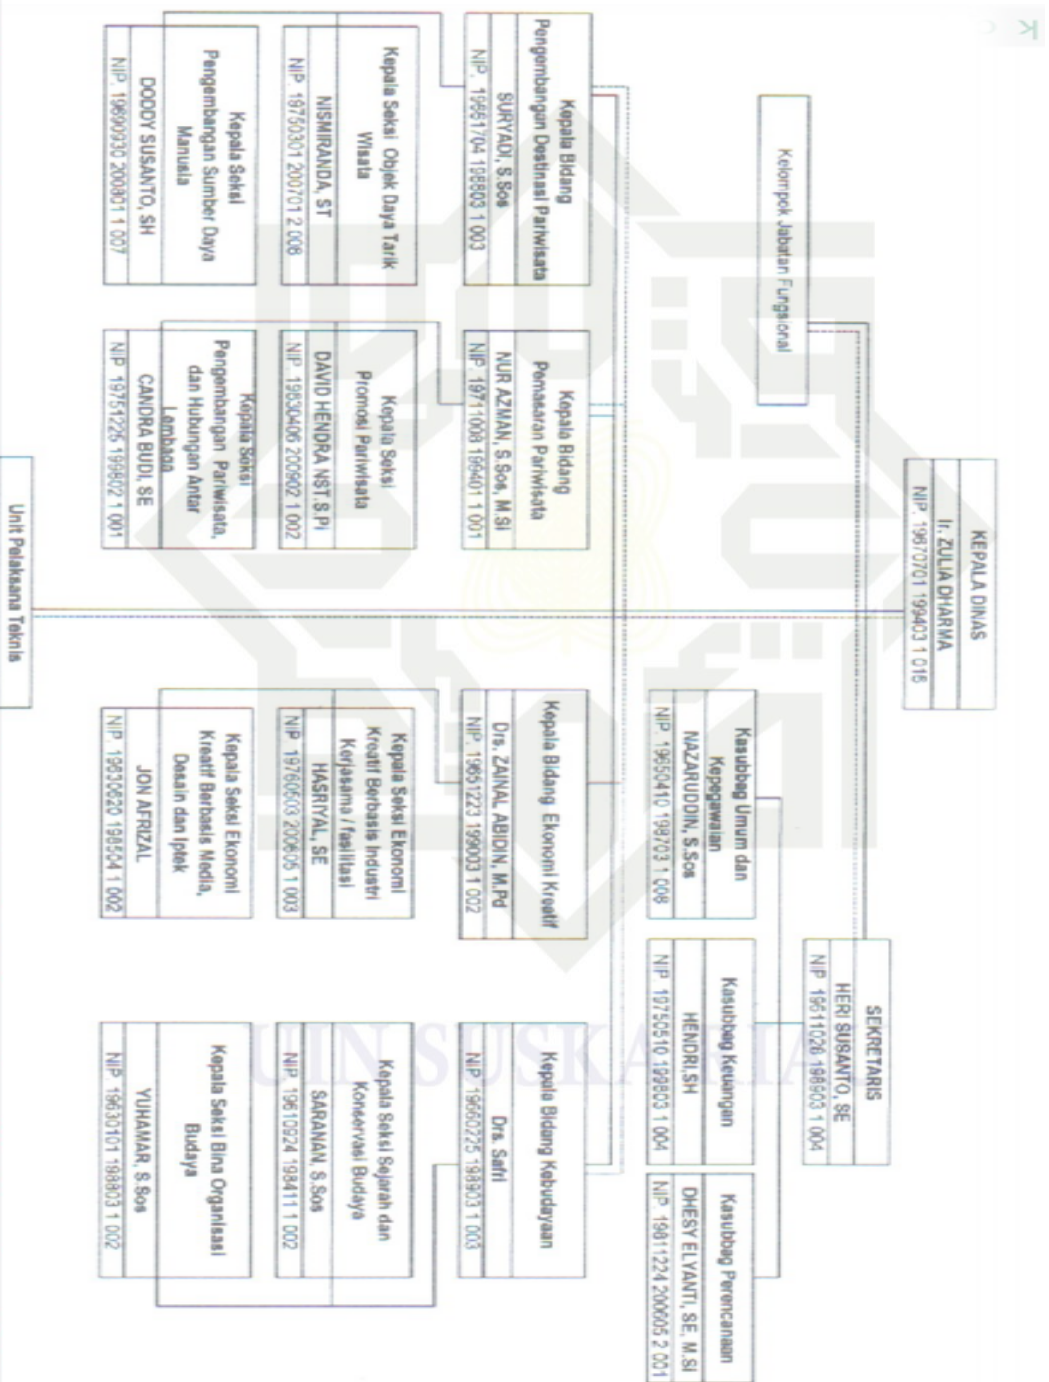 KEPALA DINAS
Ir. ZULIA DHARMA
NIP. 19670701 199403 1 016
SEKRETARIS
HERI SUSANTO, SE
NIP 19611026 198903 1 004
Kelompok Jabatan Fungsional
Kasubbag Umum dan
Kepegawaian
NAZARUDDIN, S.Sos
NIP. 19650410 198703 1 008
Kasubbag Keuangan
HENDRI,SH
NIP. 19750510 199803 1 004
Kasubbag Perencanaan
DHESY ELYANTI, SE, M.Si
NIP. 19811224 200605 2 001
Kepala Bidang
Pengembangan Destinasi Pariwisata
SURYADI, S.Sos
NIP. 19661704 198803 1 003
Kepala Bidang
Pemasaran Pariwisata
NUR AZMAN, S.Sos, M.Si
NIP. 19711008 199401 1 001
Kepala Bidang Ekonomi Kreatif
Drs. ZAINAL ABIDIN, M.Pd
NIP. 19651223 199003 1 002
Kepala Bidang Kebudayaan
Drs. Safri
NIP 19660225 198903 1 003
Kepala Seksi Objek Daya Tarik
Wisata
NISMIRANDA, ST
NIP. 19750301 200701 2 006
Kepala Seksi
Promosi Pariwisata
DAVID HENDRA NST.S.Pi
NIP. 19830406 200902 1 002
Kepala Seksi Ekonomi
Kreatif Berbasis Industri
Kerjasama / fasilitasi
HASRIYAL, SE
NIP 19760503 200605 1 003
Kepala Seksi Sejarah dan
Konservasi Budaya
SARANAN, S.Sos
NIP. 19610924 198411 1 002
Kepala Seksi
Pengembangan Sumber Daya
Manusia
DODDY SUSANTO, SH
NIP. 19690930 200801 1 007
Kepala Seksi
Pengembangan Pariwisata,
dan Hubungan Antar
Lembaga
CANDRA BUDI, SE
NIP. 19751225 199802 1 001
Kepala Seksi Ekonomi
Kreatif Berbasis Media,
Desain dan Iptek
JON AFRIZAL
NIP. 19630620 198504 1 002
Kepala Seksi Bina Organisasi
Budaya
YUHAMAR, S.Sos
NIP. 19630101 198803 1 002
Unit Pelaksana Teknis
UIN SUSKA RIAU